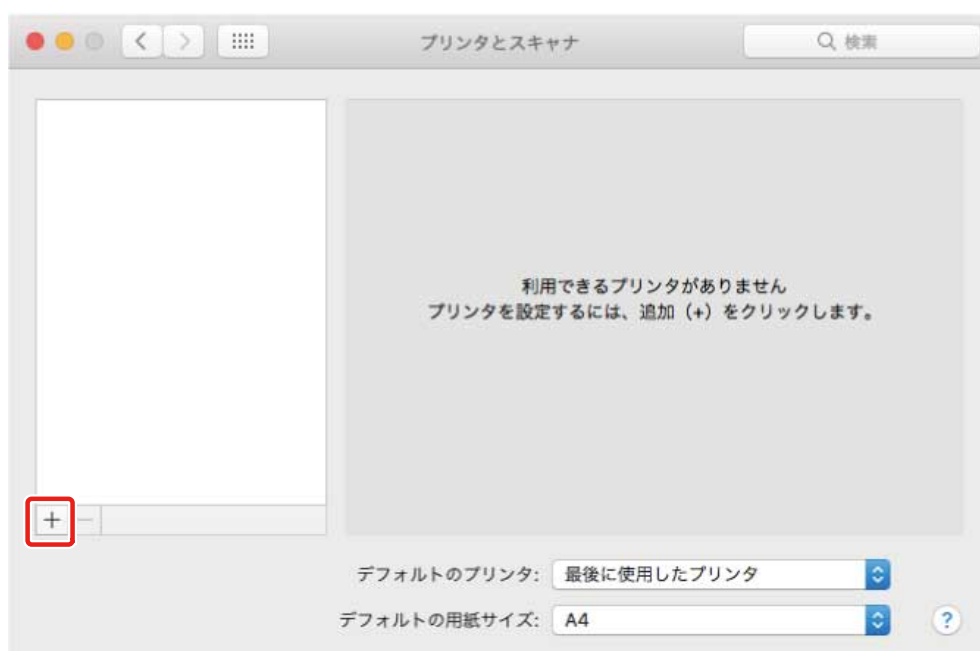 プリンタとスキャナ
検索
利用できるプリンタがありません
プリンタを設定するには、追加（+）をクリックします。
+ −
デフォルトのプリンタ: 最後に使用したプリンタ
デフォルトの用紙サイズ: A4
?